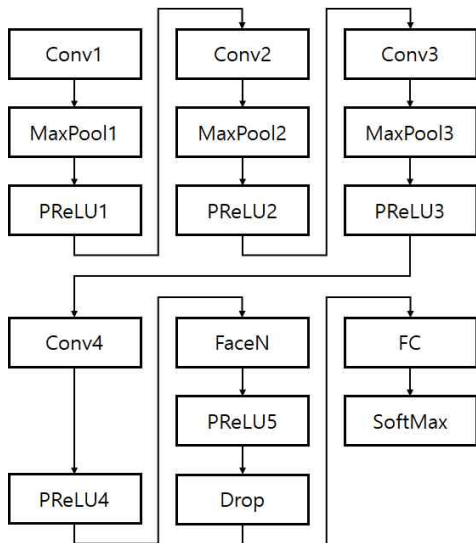 Conv1
MaxPool1
PReLU1
Conv2
MaxPool2
PReLU2
Conv3
MaxPool3
PReLU3
Conv4
PReLU4
FaceN
PReLU5
Drop
FC
SoftMax